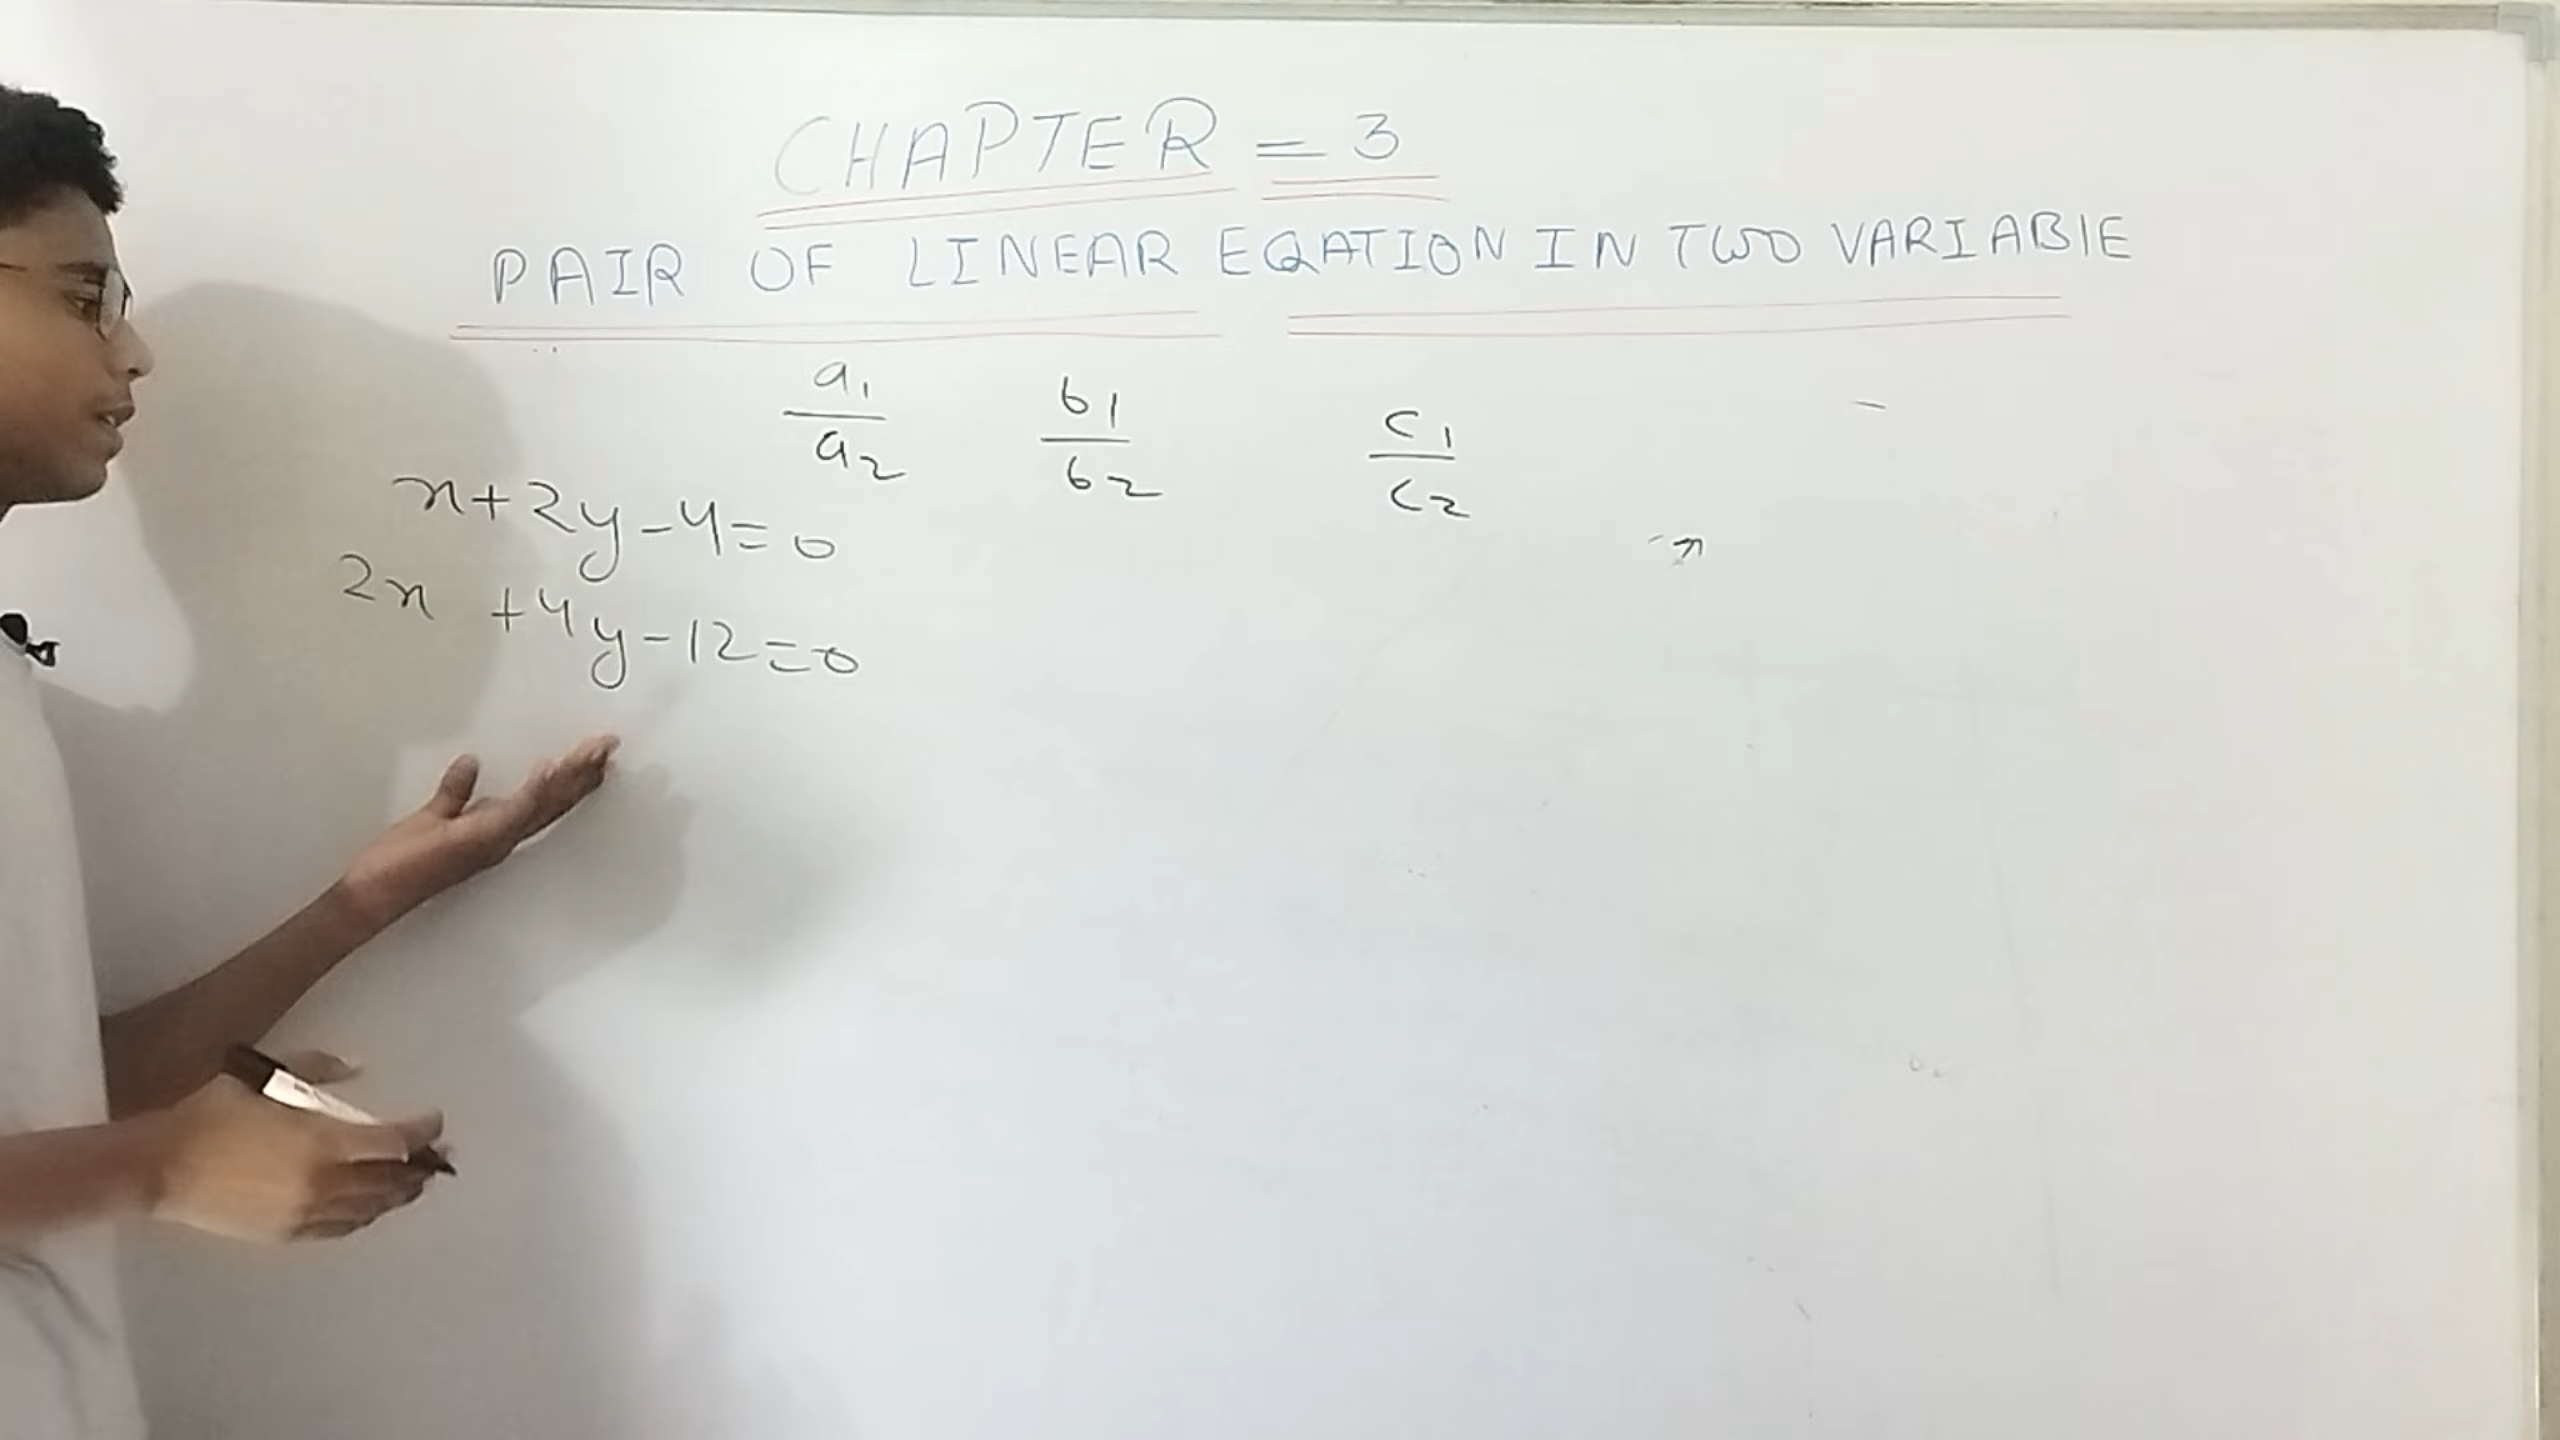 CHAPTER = 3
PAIR OF LINEAR EQATION IN TWO VARIABlE
a1/a2 b1/b2 c1/c2
x+2y-4=0
2x +4y-12=0